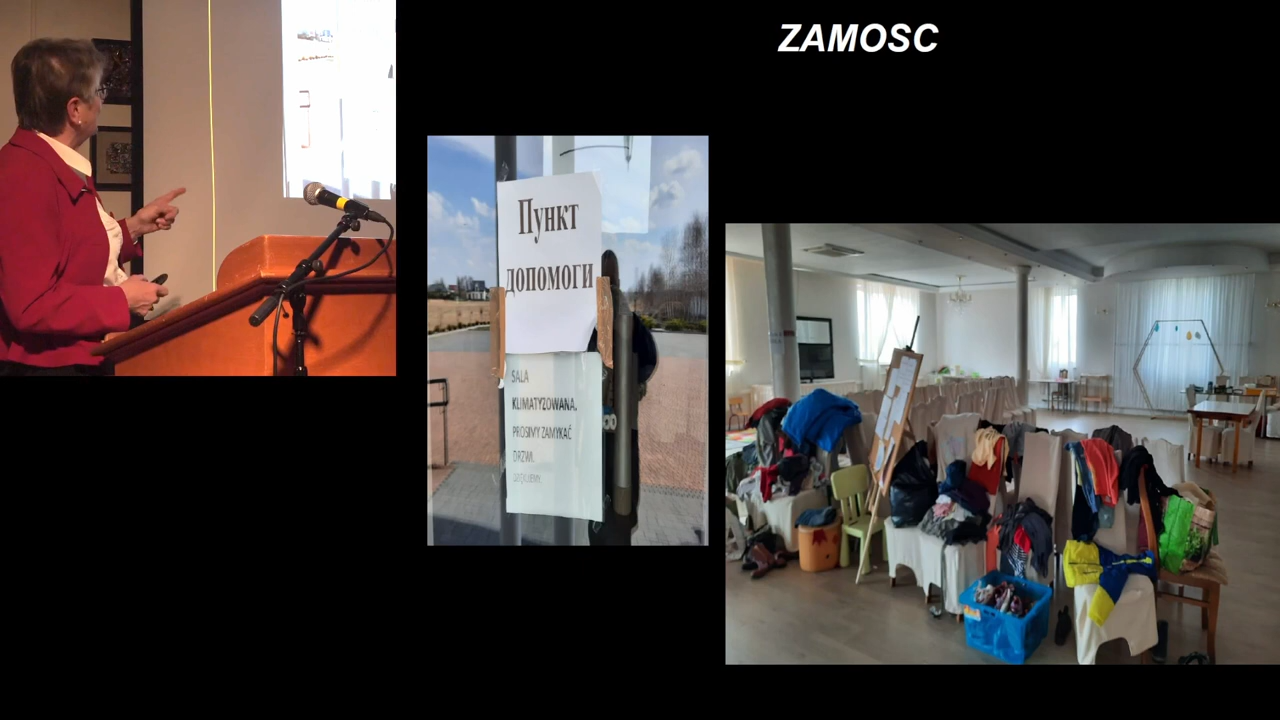 ZAMOSC
Пункт
допомоги
SALA
KLIMATYZOWANA.
PROSIMY ZAMYKAĆ
DRZWI.